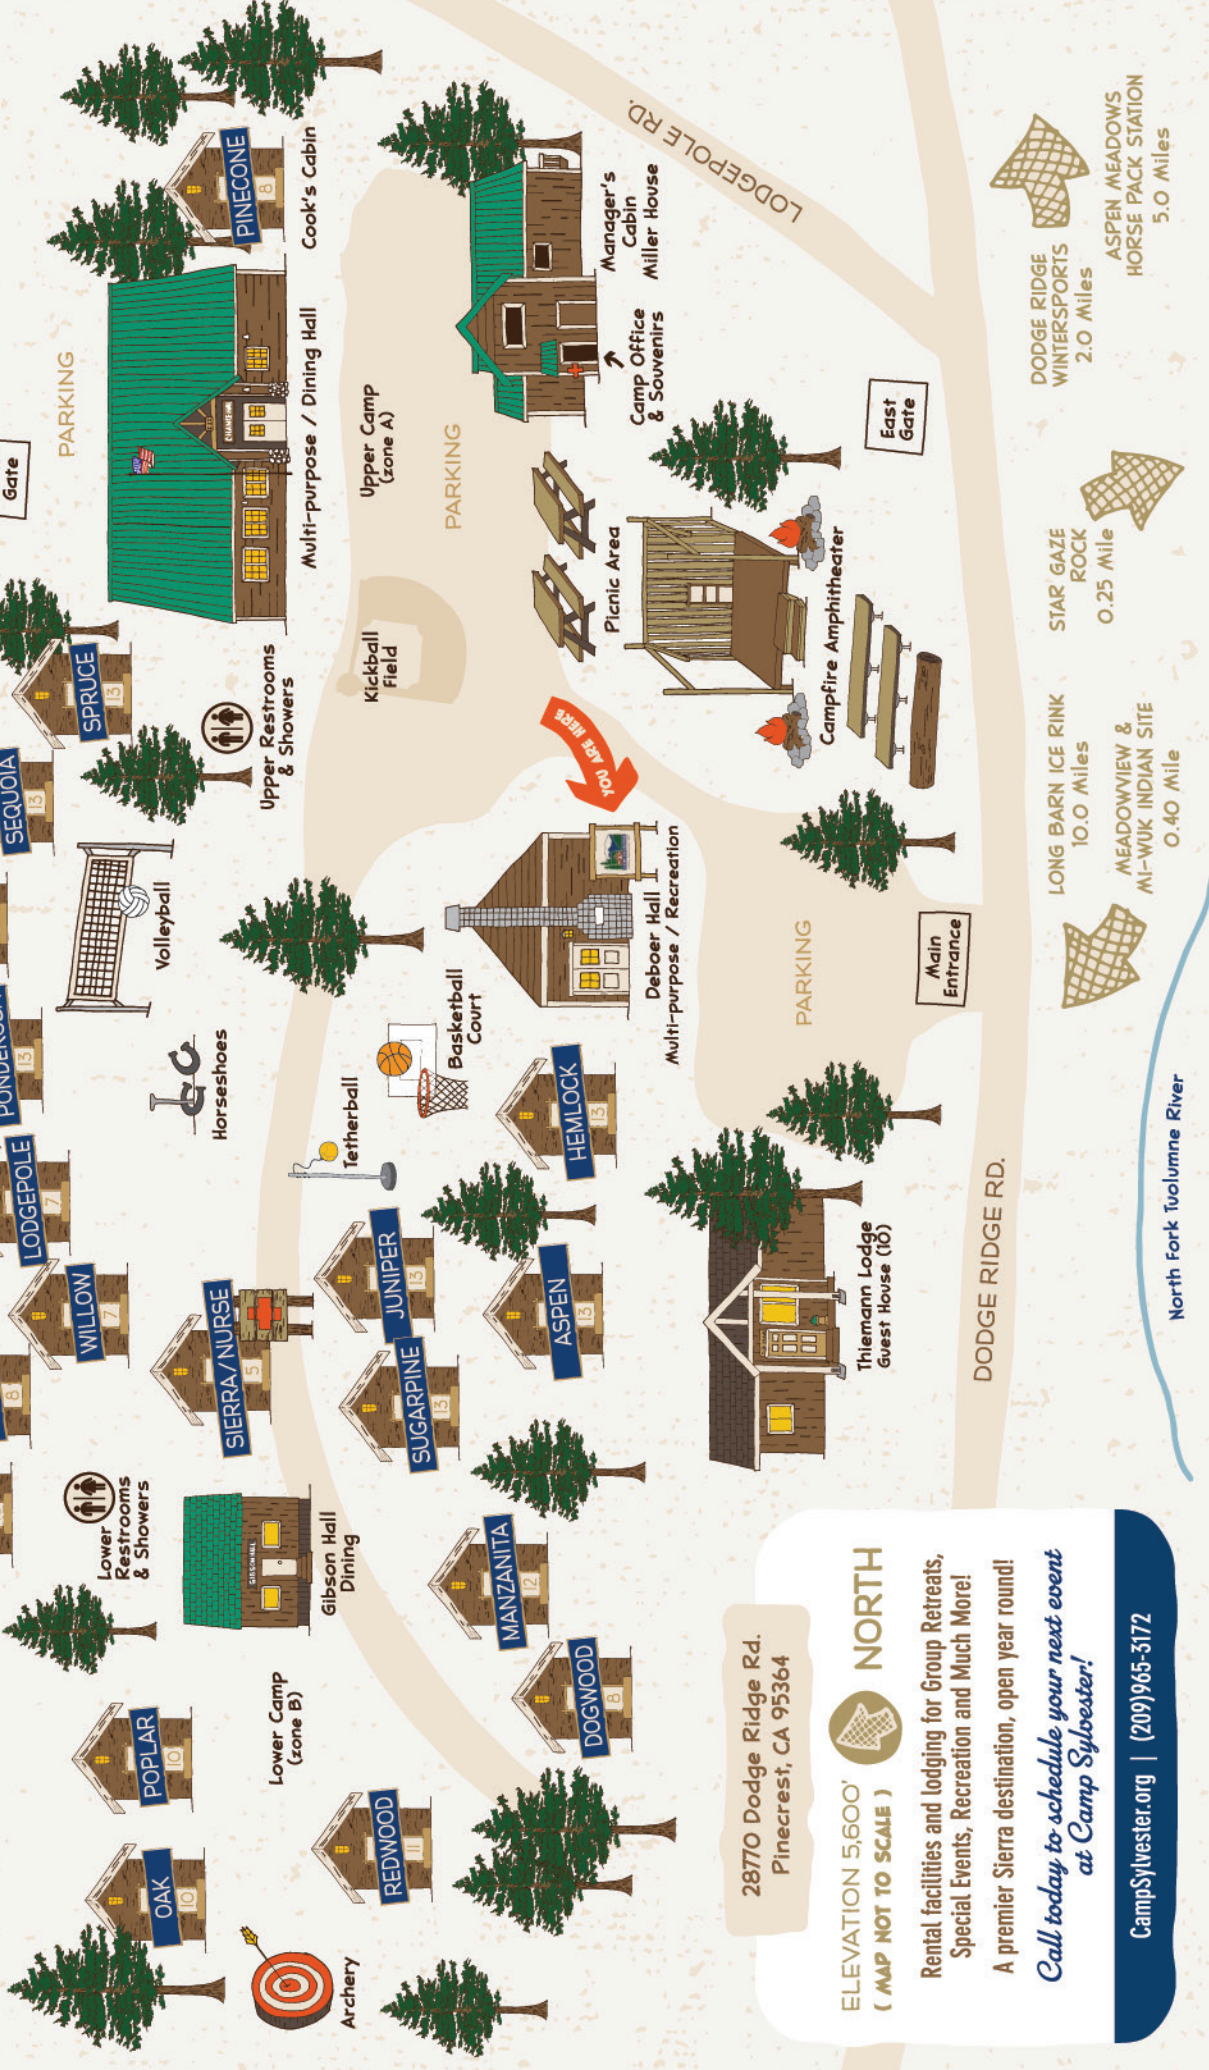 Gate
PARKING
SEQUOIA
13
SPRUCE
13
13
LODGEPOLE
7
WILLOW
7
8
PINECONE
8
Cook's Cabin
Multi-purpose / Dining Hall
Upper Restrooms
& Showers
Volleyball
Horseshoes
SIERRA/NURSE
5
Lower
Restrooms
& Showers
GIBSON HALL
Gibson Hall
Dining
POPLAR
10
OAK
10
Archery
Lower Camp
(zone B)
REDWOOD
11
Upper Camp
(zone A)
PARKING
Kickball
Field
Tetherball
Basketball
Court
JUNIPER
13
SUGARPINE
13
MANZANITA
12
DOGWOOD
8
ASPEN
13
HEMLOCK
13
Deboer Hall
Multi-purpose / Recreation
YOU ARE HERE
Picnic Area
Camp Office
& Souvenirs
Manager's
Cabin
Miller House
LODGEPOLE RD.
Campfire Amphitheater
East
Gate
PARKING
Main
Entrance
Thiemann Lodge
Guest House (10)
DODGE RIDGE RD.
DODGE RIDGE
WINTERSPORTS
2.0 Miles
ASPEN MEADOWS
HORSE PACK STATION
5.0 Miles
STAR GAZE
ROCK
0.25 Mile
LONG BARN ICE RINK
10.0 Miles
MEADOWVIEW &
MI-WUK INDIAN SITE
0.40 Mile
North Fork Tuolumne River
28770 Dodge Ridge Rd.
Pinecrest, CA 95364
ELEVATION 5,600'
NORTH
( MAP NOT TO SCALE )
Rental facilities and lodging for Group Retreats,
Special Events, Recreation and Much More!
A premier Sierra destination, open year round!
Call today to schedule your next event
at Camp Sylvester!
CampSylvester.org | (209)965-3172